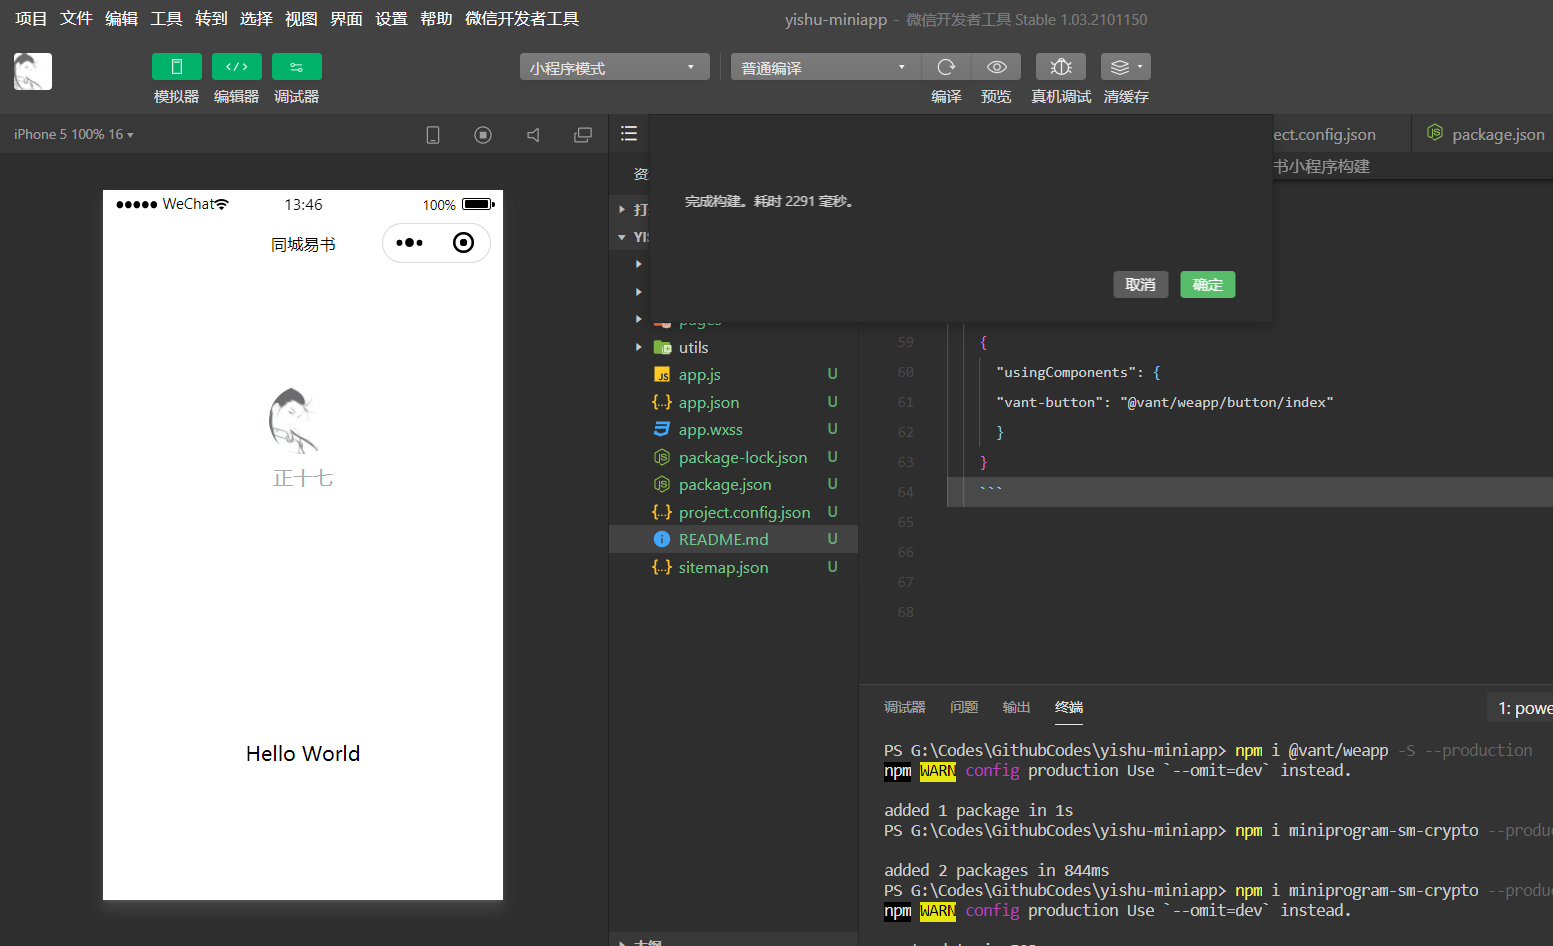 项目 文件 编辑 工具 转到 选择 视图 界面 设置 帮助 微信开发者工具
yishu-miniapp - 微信开发者工具 Stable 1.03.2101150
小程序模式
普通编译
模拟器 编辑器 调试器
编译 预览 真机调试 清缓存
iPhone 5 100% 16
ect.config.json
package.json
书小程序构建
WeChat 13:46 100%
同城易书
正十七
Hello World
资
打
YIS
完成构建。耗时 2291 毫秒。
取消 确定
pages
utils
app.js U
app.json U
app.wxss U
package-lock.json U
package.json U
project.config.json U
README.md U
sitemap.json U
大纲
59 {
60 "usingComponents": {
61 "vant-button": "@vant/weapp/button/index"
62 }
63 }
64 ```
65
66
67
68
调试器 问题 输出 终端
1: powe
PS G:\Codes\GithubCodes\yishu-miniapp> npm i @vant/weapp -S --production
npm WARN config production Use `--omit=dev` instead.
added 1 package in 1s
PS G:\Codes\GithubCodes\yishu-miniapp> npm i miniprogram-sm-crypto --produ
added 2 packages in 844ms
PS G:\Codes\GithubCodes\yishu-miniapp> npm i miniprogram-sm-crypto --produ
npm WARN config production Use `--omit=dev` instead.